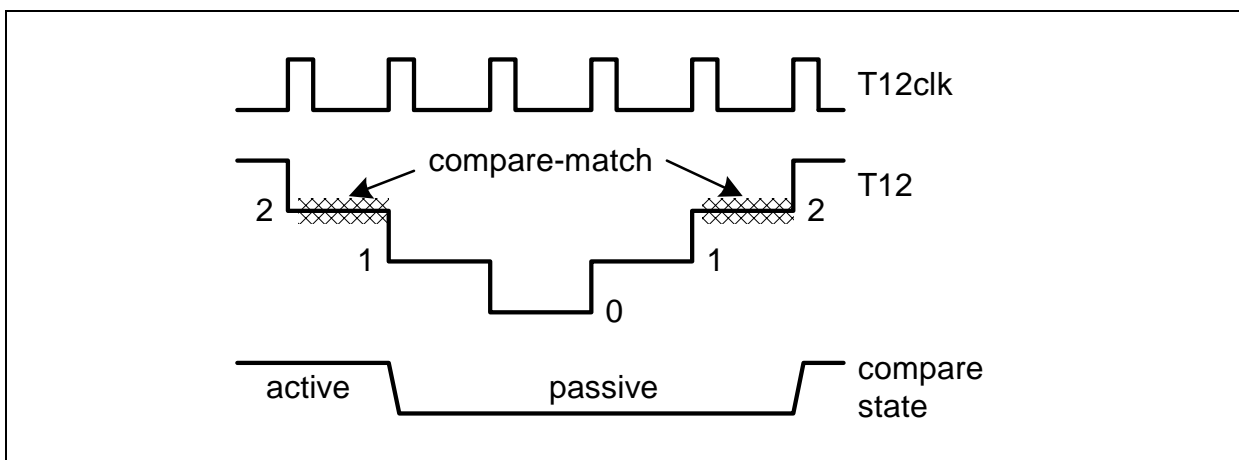 T12clk
compare-match
T12
2
2
1
1
0
active
passive
compare
state